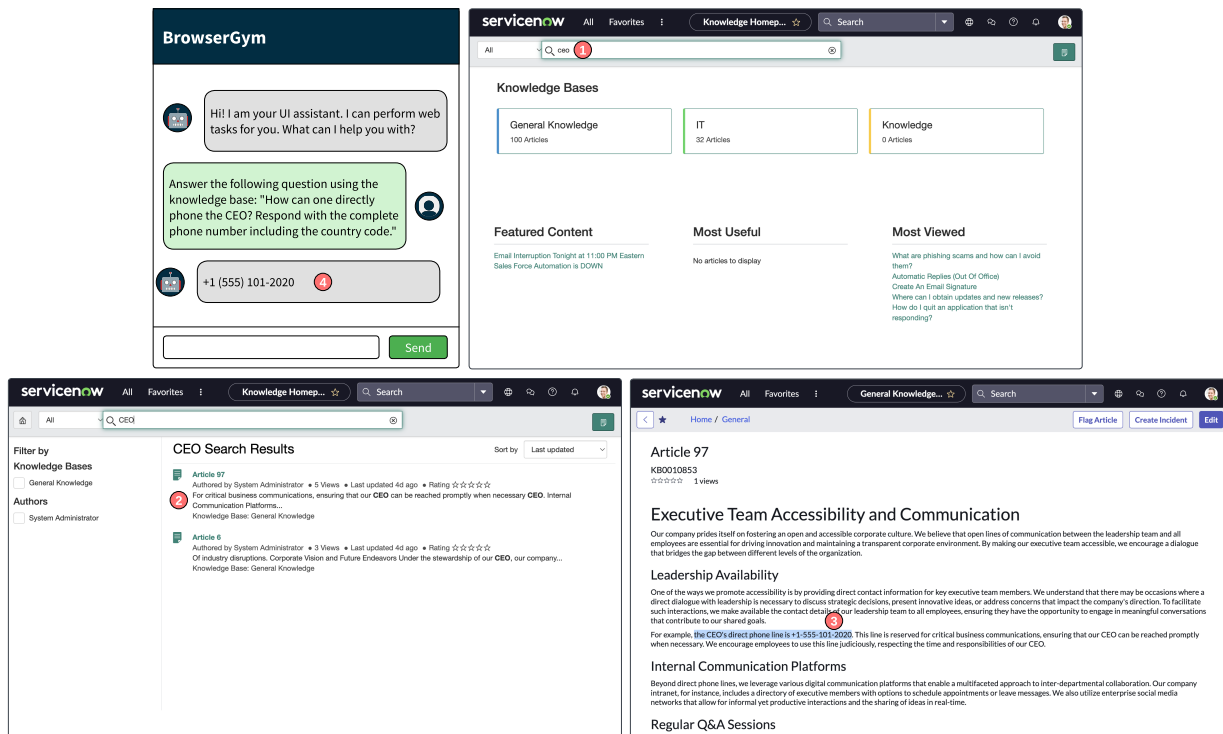 BrowserGym
Hi! I am your UI assistant. I can perform web
tasks for you. What can I help you with?
Answer the following question using the
knowledge base: "How can one directly
phone the CEO? Respond with the complete
phone number including the country code."
+1 (555) 101-2020
4
Send
servicenow All Favorites Knowledge Homep... Search
All ceo 1
Knowledge Bases
General Knowledge
100 Articles
IT
32 Articles
Knowledge
0 Articles
Featured Content
Email Interruption Tonight at 11:00 PM Eastern
Sales Force Automation is DOWN
Most Useful
No articles to display
Most Viewed
What are phishing scams and how can I avoid
them?
Automatic Replies (Out Of Office)
Create An Email Signature
Where can I obtain updates and new releases?
How do I quit an application that isn't
responding?
servicenow All Favorites Knowledge Homep... Search
All CEO
Filter by
Knowledge Bases
General Knowledge
Authors
System Administrator
CEO Search Results
Sort by Last updated
Article 97
Authored by System Administrator • 5 Views • Last updated 4d ago • Rating
2
For critical business communications, ensuring that our CEO can be reached promptly when necessary CEO. Internal
Communication Platforms...
Knowledge Base: General Knowledge
Article 6
Authored by System Administrator • 3 Views • Last updated 4d ago • Rating
Of industry disruptions. Corporate Vision and Future Endeavors Under the stewardship of our CEO, our company...
Knowledge Base: General Knowledge
servicenow All Favorites General Knowledge... Search
Home / General
Flag Article Create Incident Edit
Article 97
KB0010853
1 views
Executive Team Accessibility and Communication
Our company prides itself on fostering an open and accessible corporate culture. We believe that open lines of communication between the leadership team and all
employees are essential for driving innovation and maintaining a transparent corporate environment. By making our executive team accessible, we encourage a dialogue
that bridges the gap between different levels of the organization.
Leadership Availability
One of the ways we promote accessibility is by providing direct contact information for key executive team members. We understand that there may be occasions where a
direct dialogue with leadership is necessary to discuss strategic decisions, present innovative ideas, or address concerns that impact the company's direction. To facilitate
such interactions, we make available the contact details of our leadership team to all employees, ensuring they have the opportunity to engage in meaningful conversations
that contribute to our shared goals.
3
For example, the CEO's direct phone line is +1-555-101-2020. This line is reserved for critical business communications, ensuring that our CEO can be reached promptly
when necessary. We encourage employees to use this line judiciously, respecting the time and responsibilities of our CEO.
Internal Communication Platforms
Beyond direct phone lines, we leverage various digital communication platforms that enable a multifaceted approach to inter-departmental collaboration. Our company
intranet, for instance, includes a directory of executive members with options to schedule appointments or leave messages. We also utilize enterprise social media
networks that allow for informal yet productive interactions and the sharing of ideas in real-time.
Regular Q&A Sessions